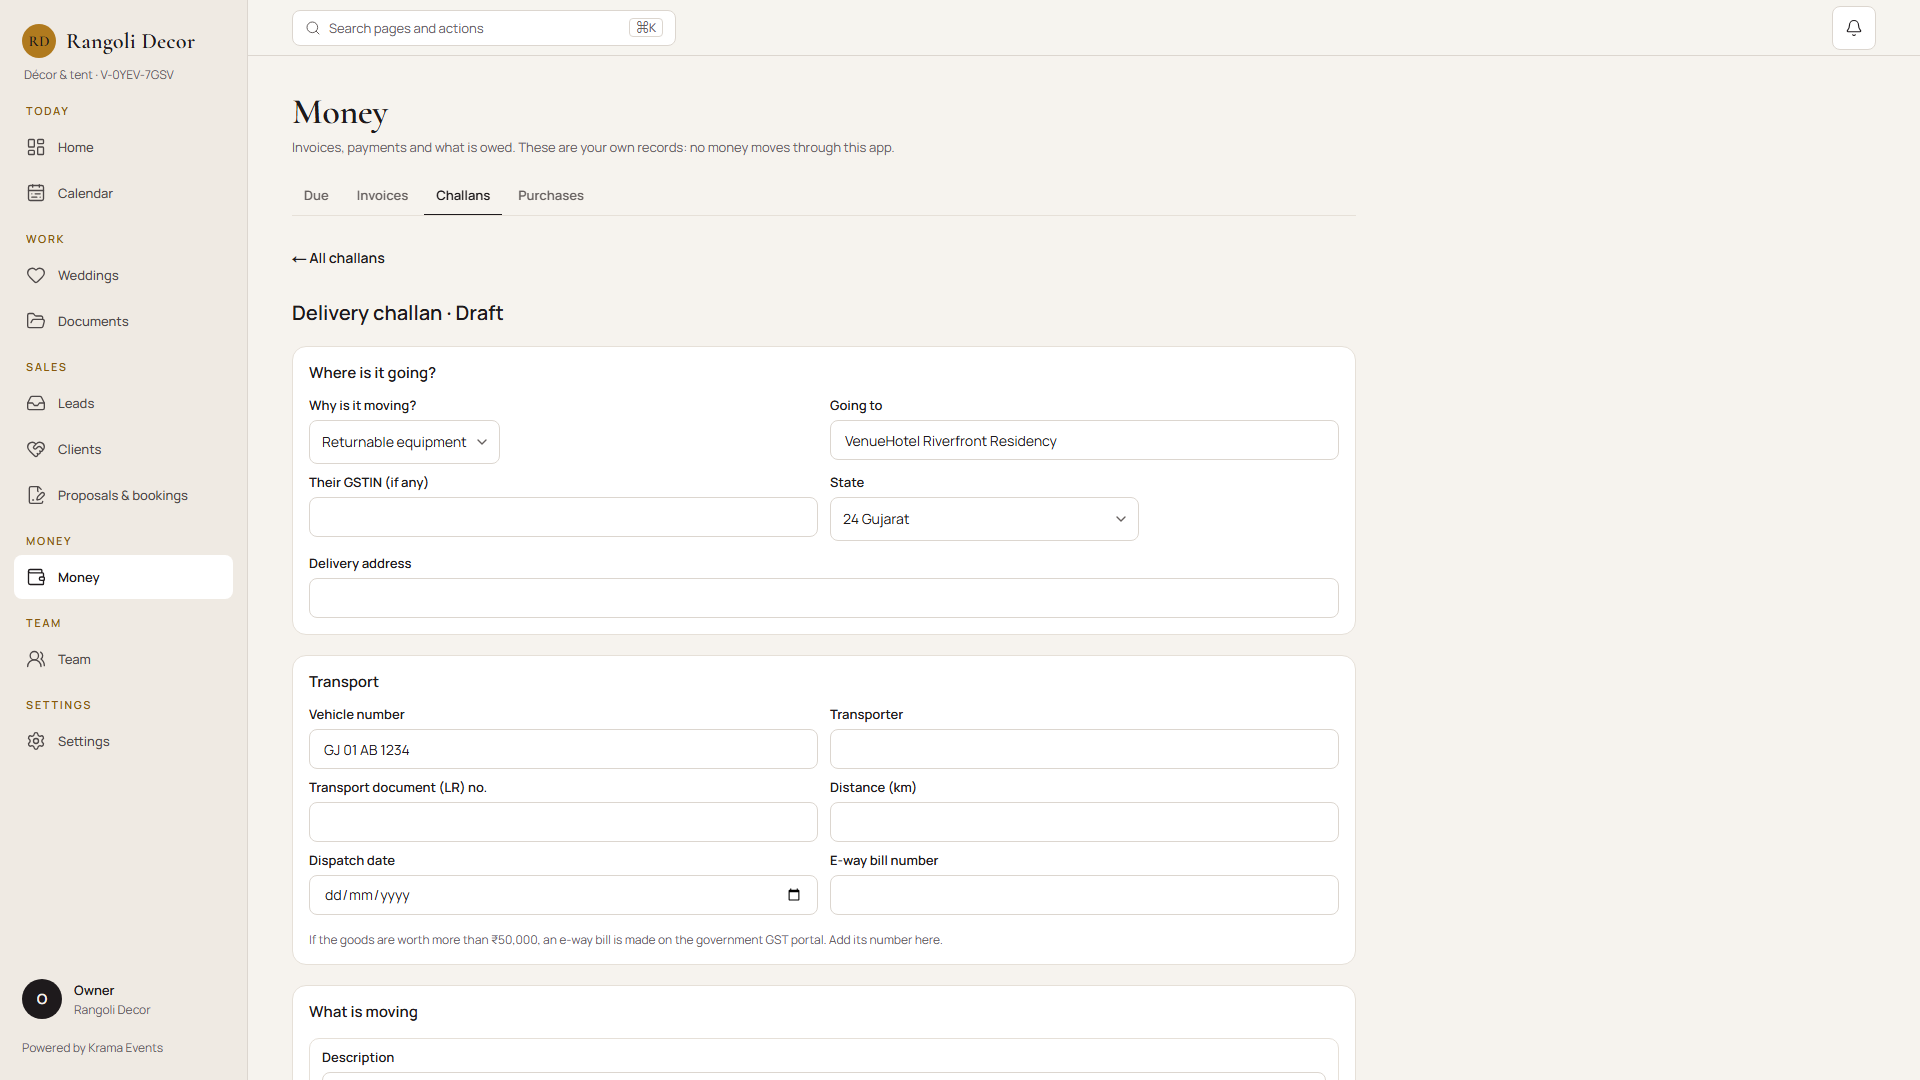 RD Rangoli Decor
Décor & tent · V-0YEV-7GSV
TODAY
Home
Calendar
WORK
Weddings
Documents
SALES
Leads
Clients
Proposals & bookings
MONEY
Money
TEAM
Team
SETTINGS
Settings
O
Owner
Rangoli Decor
Powered by Krama Events
Search pages and actions ⌘K
Money
Invoices, payments and what is owed. These are your own records: no money moves through this app.
Due Invoices Challans Purchases
← All challans
Delivery challan · Draft
Where is it going?
Why is it moving? Going to
Returnable equipment VenueHotel Riverfront Residency
Their GSTIN (if any) State
24 Gujarat
Delivery address
Transport
Vehicle number Transporter
GJ 01 AB 1234
Transport document (LR) no. Distance (km)
Dispatch date E-way bill number
dd/mm/yyyy
If the goods are worth more than ₹50,000, an e-way bill is made on the government GST portal. Add its number here.
What is moving
Description